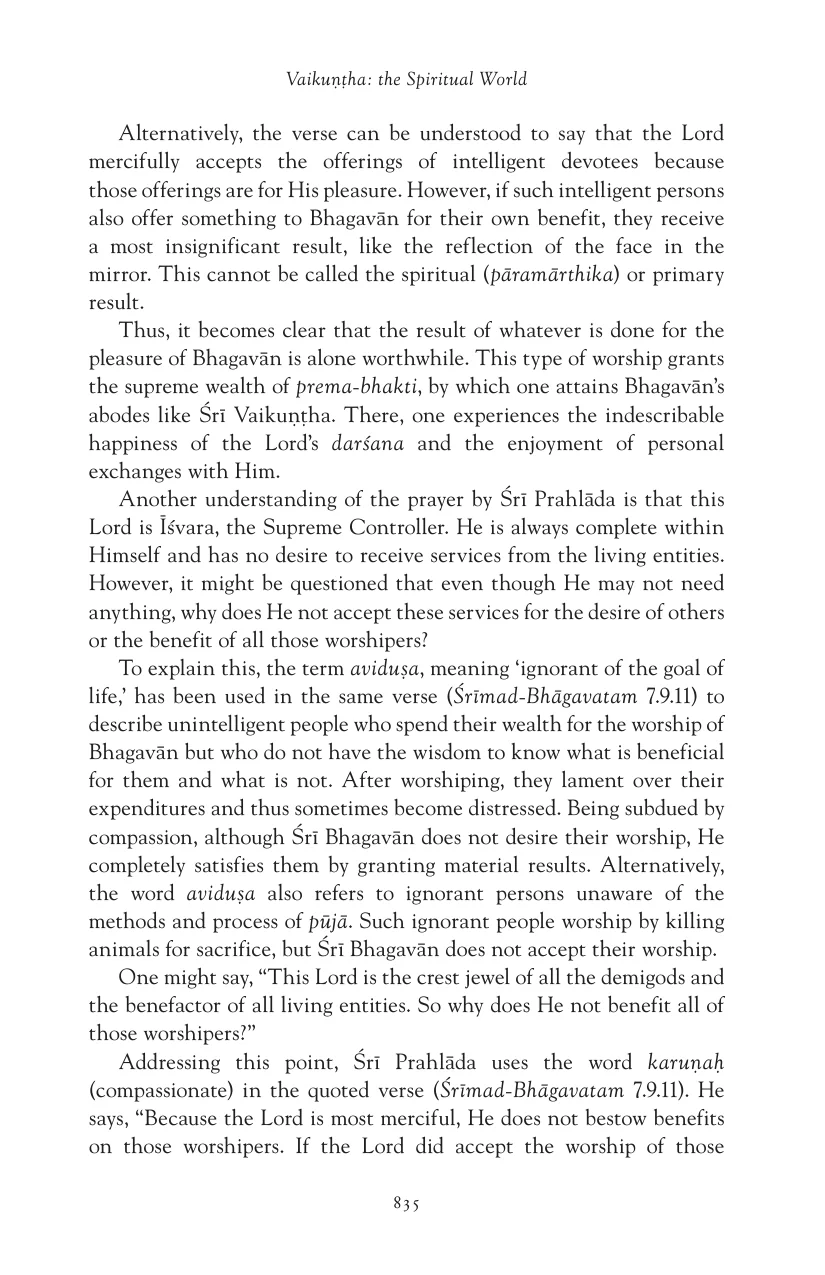 Vaikuṇṭha: the Spiritual World
Alternatively, the verse can be understood to say that the Lord
mercifully accepts the offerings of intelligent devotees because
those offerings are for His pleasure. However, if such intelligent persons
also offer something to Bhagavān for their own benefit, they receive
a most insignificant result, like the reflection of the face in the
mirror. This cannot be called the spiritual (pāramārthika) or primary
result.
Thus, it becomes clear that the result of whatever is done for the
pleasure of Bhagavān is alone worthwhile. This type of worship grants
the supreme wealth of prema-bhakti, by which one attains Bhagavān’s
abodes like Śrī Vaikuṇṭha. There, one experiences the indescribable
happiness of the Lord’s darśana and the enjoyment of personal
exchanges with Him.
Another understanding of the prayer by Śrī Prahlāda is that this
Lord is Īśvara, the Supreme Controller. He is always complete within
Himself and has no desire to receive services from the living entities.
However, it might be questioned that even though He may not need
anything, why does He not accept these services for the desire of others
or the benefit of all those worshipers?
To explain this, the term aviduṣa, meaning ‘ignorant of the goal of
life,’ has been used in the same verse (Śrīmad-Bhāgavatam 7.9.11) to
describe unintelligent people who spend their wealth for the worship of
Bhagavān but who do not have the wisdom to know what is beneficial
for them and what is not. After worshiping, they lament over their
expenditures and thus sometimes become distressed. Being subdued by
compassion, although Śrī Bhagavān does not desire their worship, He
completely satisfies them by granting material results. Alternatively,
the word aviduṣa also refers to ignorant persons unaware of the
methods and process of pūjā. Such ignorant people worship by killing
animals for sacrifice, but Śrī Bhagavān does not accept their worship.
One might say, “This Lord is the crest jewel of all the demigods and
the benefactor of all living entities. So why does He not benefit all of
those worshipers?”
Addressing this point, Śrī Prahlāda uses the word karuṇaḥ
(compassionate) in the quoted verse (Śrīmad-Bhāgavatam 7.9.11). He
says, “Because the Lord is most merciful, He does not bestow benefits
on those worshipers. If the Lord did accept the worship of those
835